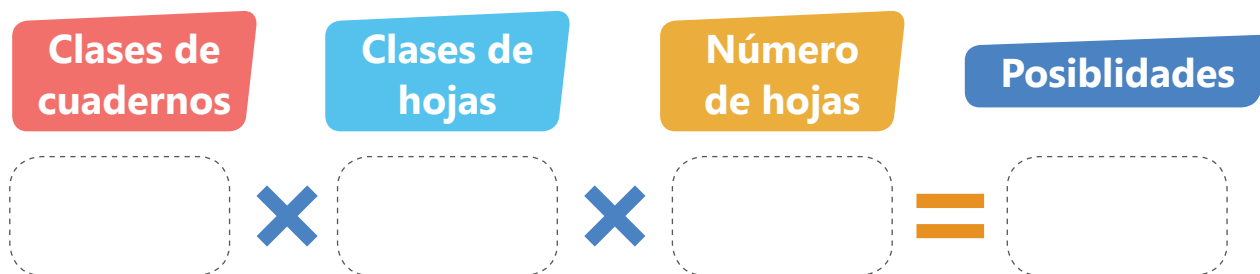 Clases de
cuadernos
Clases de
hojas
Número
de hojas
Posiblidades
× × =